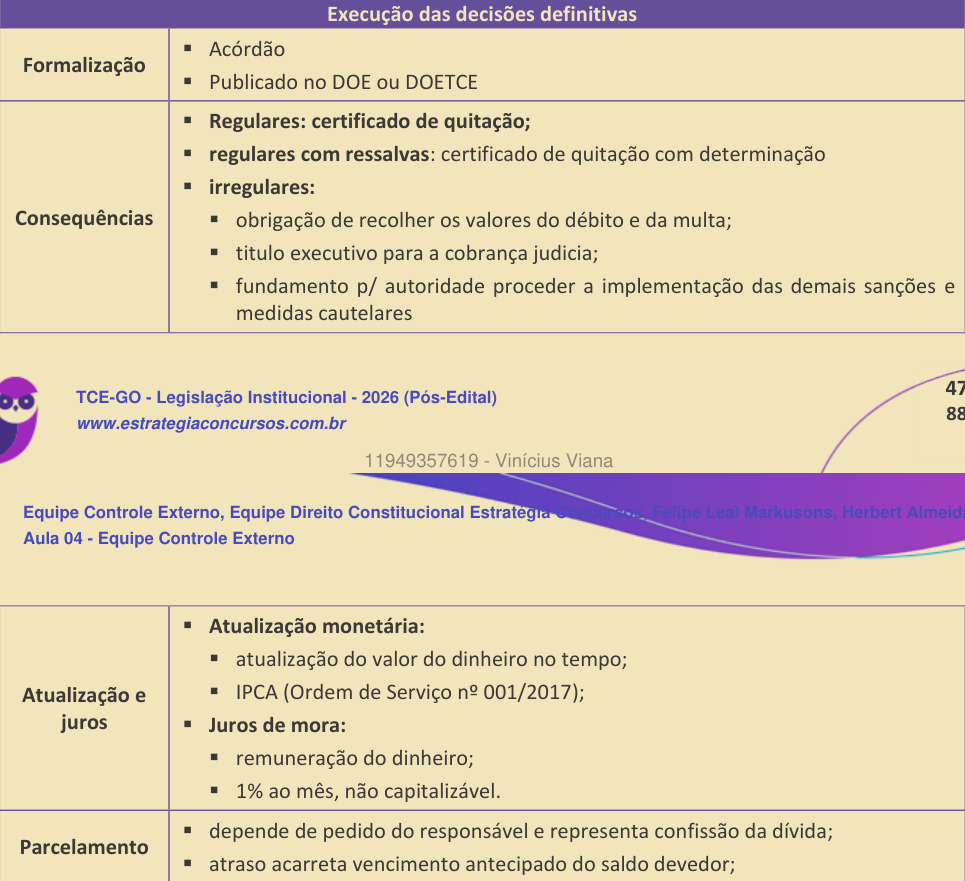 Execução das decisões definitivas
Formalização
▪ Acórdão
▪ Publicado no DOE ou DOETCE
Consequências
▪ Regulares: certificado de quitação;
▪ regulares com ressalvas: certificado de quitação com determinação
▪ irregulares:
▪ obrigação de recolher os valores do débito e da multa;
▪ titulo executivo para a cobrança judicia;
▪ fundamento p/ autoridade proceder a implementação das demais sanções e
medidas cautelares
TCE-GO - Legislação Institucional - 2026 (Pós-Edital)
www.estrategiaconcursos.com.br
47
88
11949357619 - Vinícius Viana
Equipe Controle Externo, Equipe Direito Constitucional Estratégia Concursos, Felipe Leal Markusons, Herbert Almeida
Aula 04 - Equipe Controle Externo
Atualização e
juros
▪ Atualização monetária:
▪ atualização do valor do dinheiro no tempo;
▪ IPCA (Ordem de Serviço nº 001/2017);
▪ Juros de mora:
▪ remuneração do dinheiro;
▪ 1% ao mês, não capitalizável.
Parcelamento
▪ depende de pedido do responsável e representa confissão da dívida;
▪ atraso acarreta vencimento antecipado do saldo devedor;